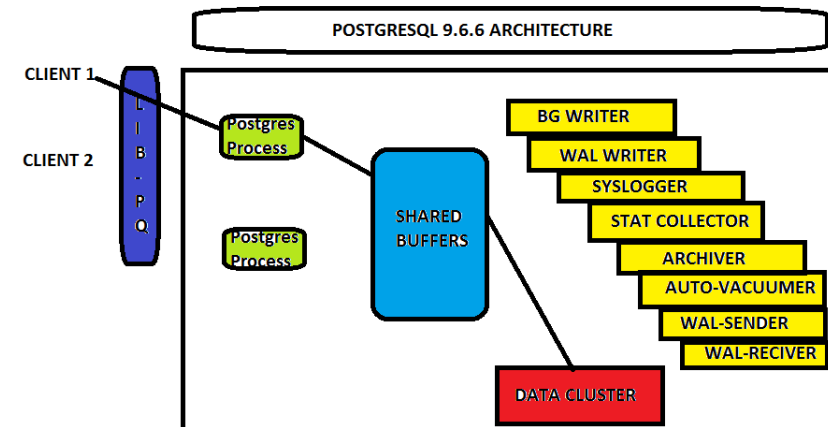 POSTGRESQL 9.6.6 ARCHITECTURE
CLIENT 1
CLIENT 2
L
I
B
-
P
Q
Postgres
Process
Postgres
Process
SHARED
BUFFERS
BG WRITER
WAL WRITER
SYSLOGGER
STAT COLLECTOR
ARCHIVER
AUTO-VACUUMER
WAL-SENDER
WAL-RECIVER
DATA CLUSTER